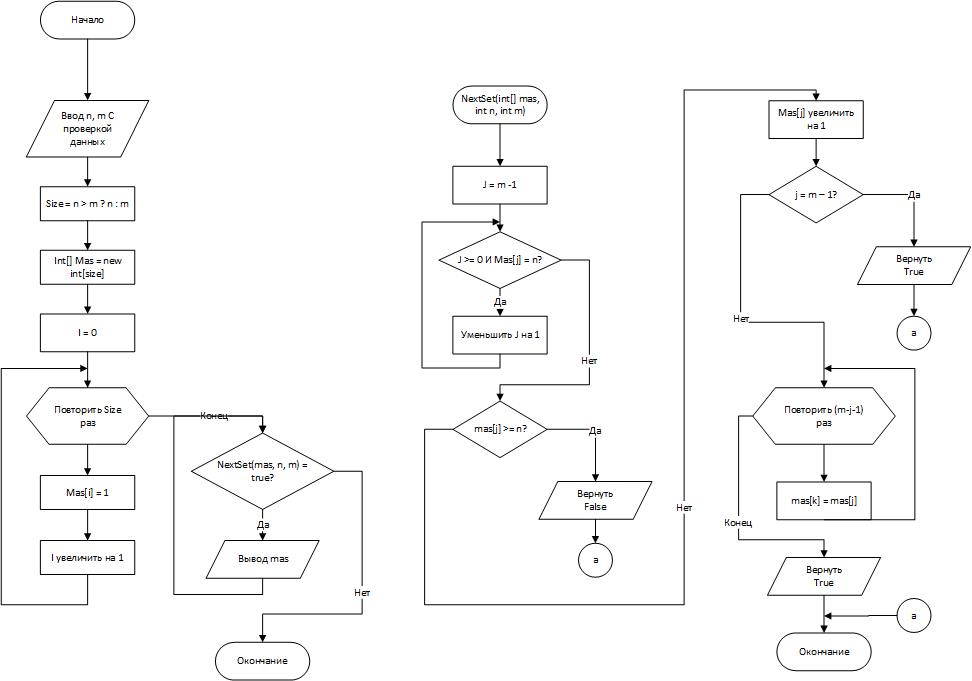 Начало
Ввод n, m С
проверкой
данных
Size = n > m ? n : m
Int[] Mas = new
int[size]
I = 0
Повторить Size
раз
Mas[i] = 1
I увеличить на 1
Конец
NextSet(mas, n, m) =
true?
Да
Вывод mas
Нет
Окончание
NextSet(int[] mas,
int n, int m)
J = m -1
J >= 0 И Mas[j] = n?
Да
Уменьшить J на 1
Нет
mas[j] >= n?
Да
Вернуть
False
а
Нет
Mas[j] увеличить
на 1
j = m – 1?
Да
Вернуть
True
а
Нет
Повторить (m-j-1)
раз
mas[k] = mas[j]
Конец
Вернуть
True
а
Окончание